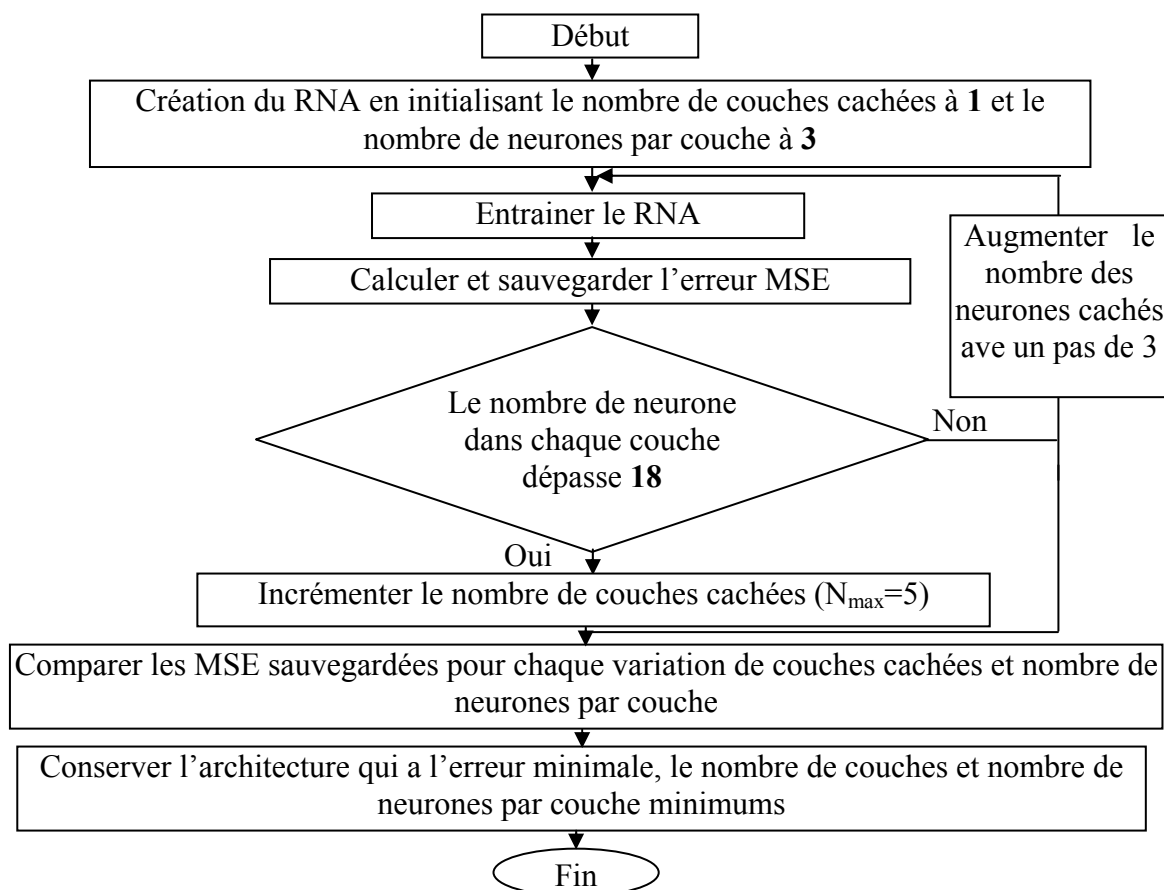 Début
Création du RNA en initialisant le nombre de couches cachées à 1 et le
nombre de neurones par couche à 3
Entrainer le RNA
Calculer et sauvegarder l’erreur MSE
Augmenter le
nombre des
neurones cachés
ave un pas de 3
Le nombre de neurone
dans chaque couche
dépasse 18
Non
Oui
Incrémenter le nombre de couches cachées (Nmax=5)
Comparer les MSE sauvegardées pour chaque variation de couches cachées et nombre de
neurones par couche
Conserver l’architecture qui a l’erreur minimale, le nombre de couches et nombre de
neurones par couche minimums
Fin